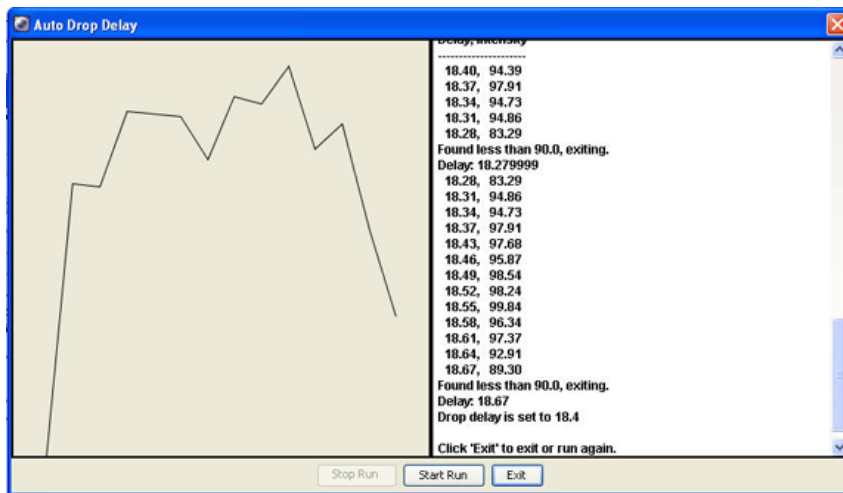 Auto Drop Delay
Delay, Intensity
---------------------
18.40, 94.39
18.37, 97.91
18.34, 94.73
18.31, 94.86
18.28, 83.29
Found less than 90.0, exiting.
Delay: 18.279999
18.28, 83.29
18.31, 94.86
18.34, 94.73
18.37, 97.91
18.43, 97.68
18.46, 95.87
18.49, 98.54
18.52, 98.24
18.55, 99.84
18.58, 96.34
18.61, 97.37
18.64, 92.91
18.67, 89.30
Found less than 90.0, exiting.
Delay: 18.67
Drop delay is set to 18.4
Click 'Exit' to exit or run again.
Stop Run
Start Run
Exit